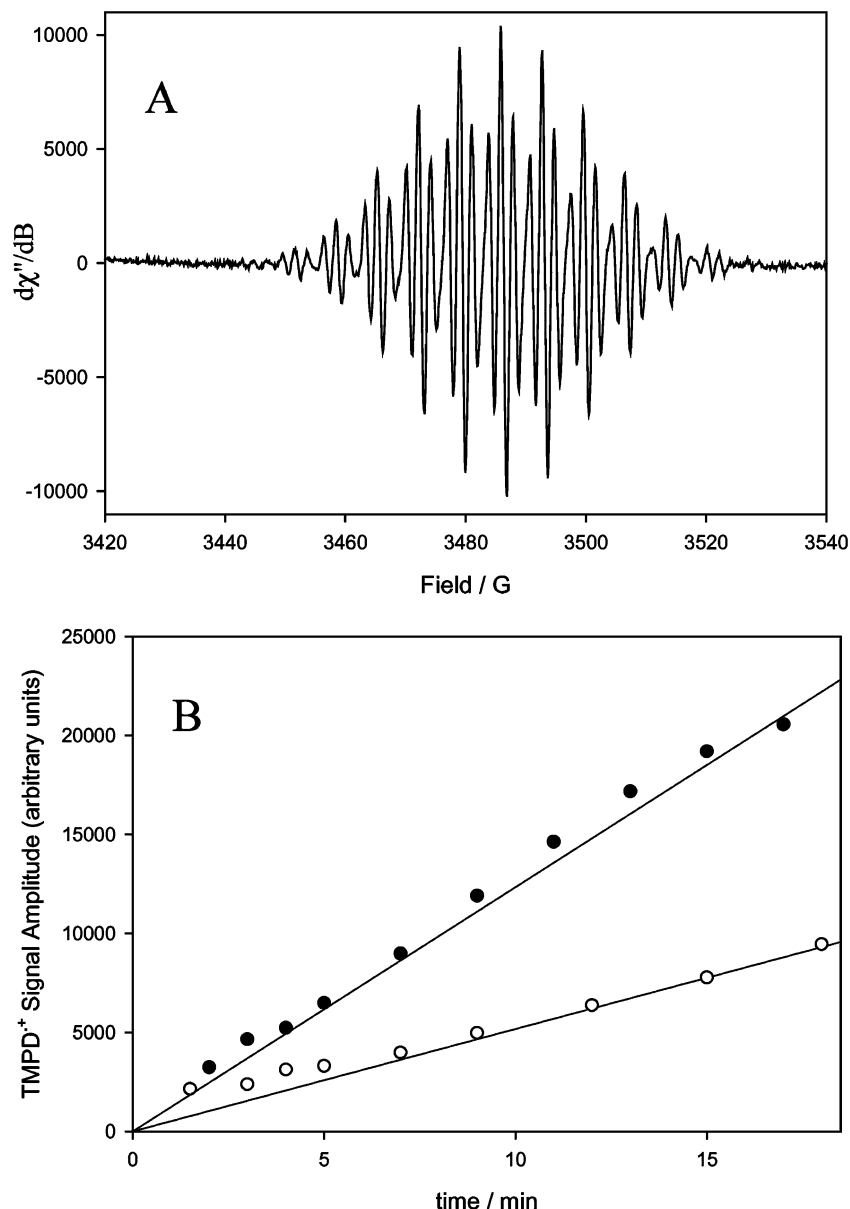 10000
A
5000
0
-5000
-10000
dχ"/dB
3420 3440 3460 3480 3500 3520 3540
Field / G
25000
B
20000
15000
10000
5000
0
TMPD·+ Signal Amplitude (arbitrary units)
0 5 10 15
time / min